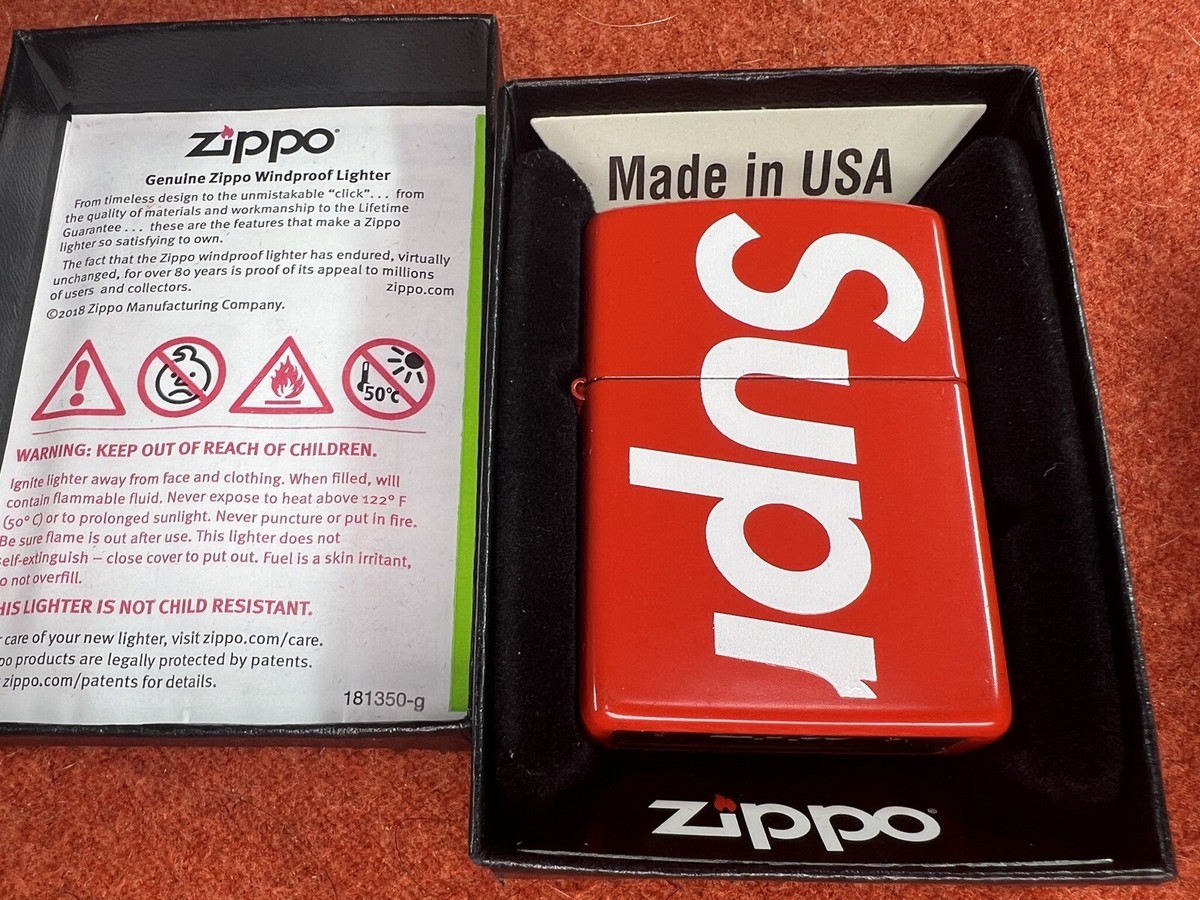 zippo
Genuine Zippo Windproof Lighter
From timeless design to the unmistakable “click”... from
the quality of materials and workmanship to the Lifetime
Guarantee... these are the features that make a Zippo
lighter so satisfying to own.
The fact that the Zippo windproof lighter has endured, virtually
unchanged, for over 80 years is proof of its appeal to millions
of users and collectors.
zippo.com
©2018 Zippo Manufacturing Company.
50°C
WARNING: KEEP OUT OF REACH OF CHILDREN.
Ignite lighter away from face and clothing. When filled, will
contain flammable fluid. Never expose to heat above 122° F
(50° C) or to prolonged sunlight. Never puncture or put in fire.
Be sure flame is out after use. This lighter does not
self-extinguish – close cover to put out. Fuel is a skin irritant,
o not overfill.
HIS LIGHTER IS NOT CHILD RESISTANT.
r care of your new lighter, visit zippo.com/care.
po products are legally protected by patents.
zippo.com/patents for details.
181350-g
Made in USA
Supr
zippo